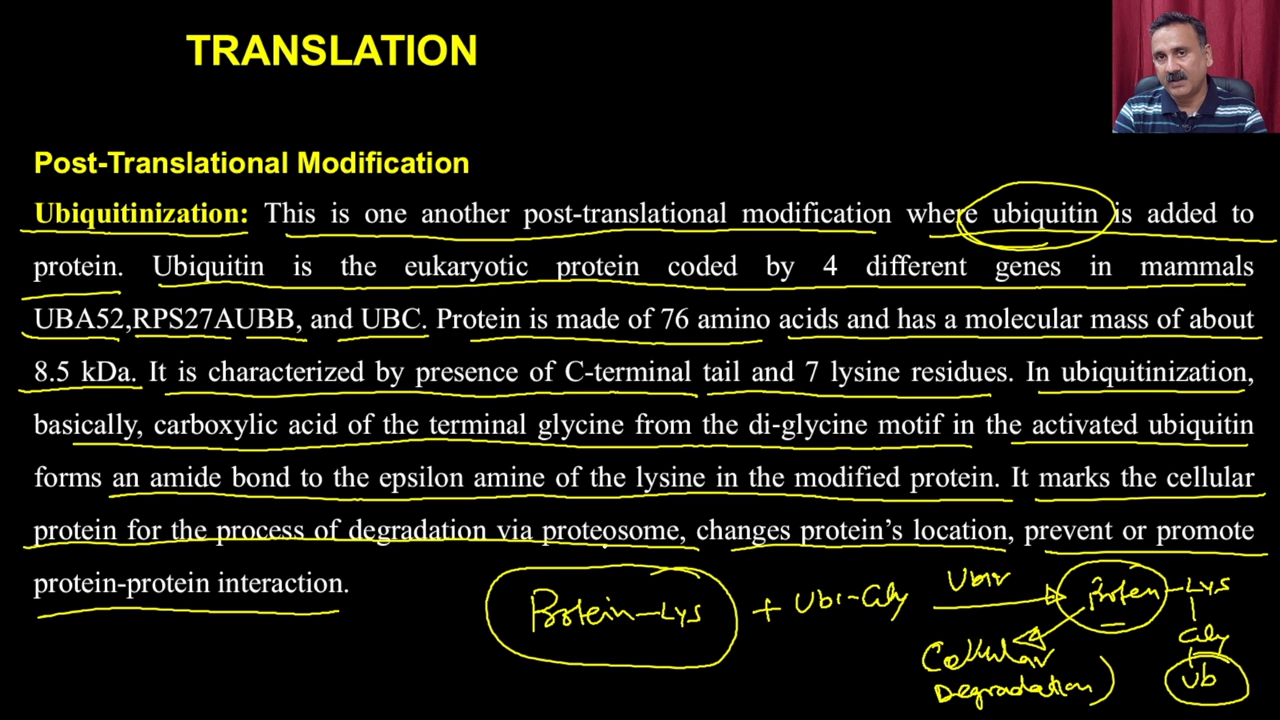 TRANSLATION
Post-Translational Modification
Ubiquitinization: This is one another post-translational modification where ubiquitin is added to
protein. Ubiquitin is the eukaryotic protein coded by 4 different genes in mammals
UBA52,RPS27AUBB, and UBC. Protein is made of 76 amino acids and has a molecular mass of about
8.5 kDa. It is characterized by presence of C-terminal tail and 7 lysine residues. In ubiquitinization,
basically, carboxylic acid of the terminal glycine from the di-glycine motif in the activated ubiquitin
forms an amide bond to the epsilon amine of the lysine in the modified protein. It marks the cellular
protein for the process of degradation via proteosome, changes protein's location, prevent or promote
protein-protein interaction.
Protein-Lys + Ubi-Gly Protein-Lys
Gly
Cellular
Ub
Degradation)